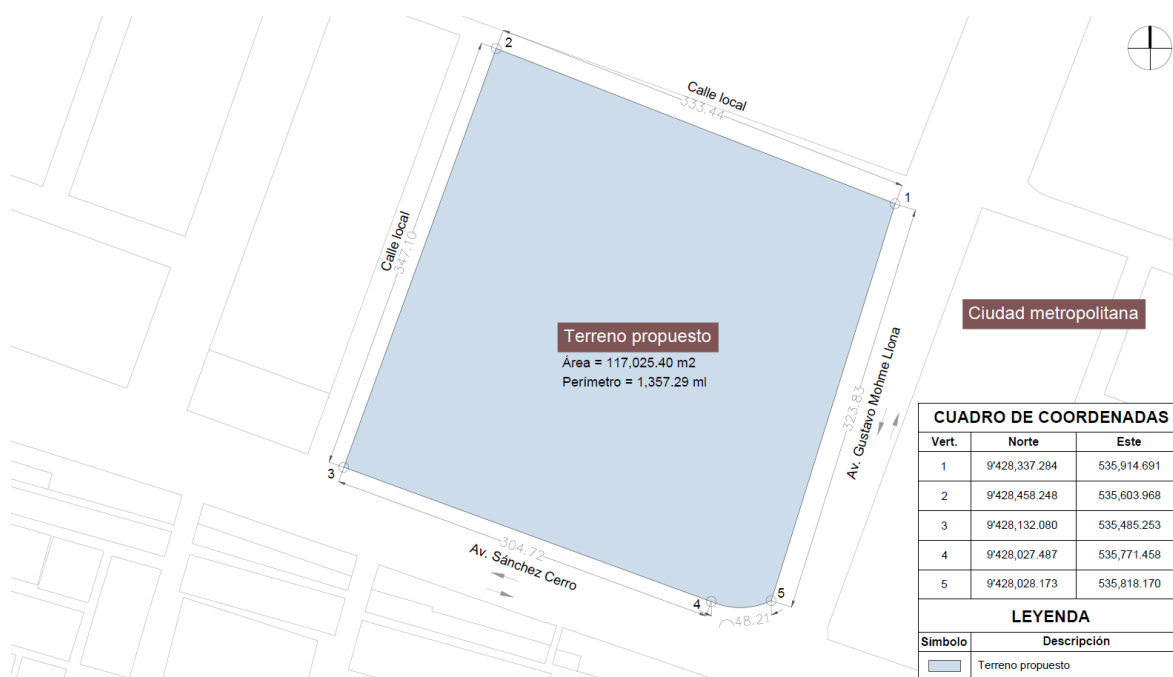 2
Calle local
333.44
1
Calle local
347.10
Ciudad metropolitana
Terreno propuesto
Área = 117,025.40 m2
Perímetro = 1,357.29 ml
323.83
Av. Gustavo Mohme Llona
3
304.72
Av. Sánchez Cerro
4
5
48.21
CUADRO DE COORDENADAS
Vert. Norte Este
1 9'428,337.284 535,914.691
2 9'428,458.248 535,603.968
3 9'428,132.080 535,485.253
4 9'428,027.487 535,771.458
5 9'428,028.173 535,818.170
LEYENDA
Símbolo Descripción
Terreno propuesto